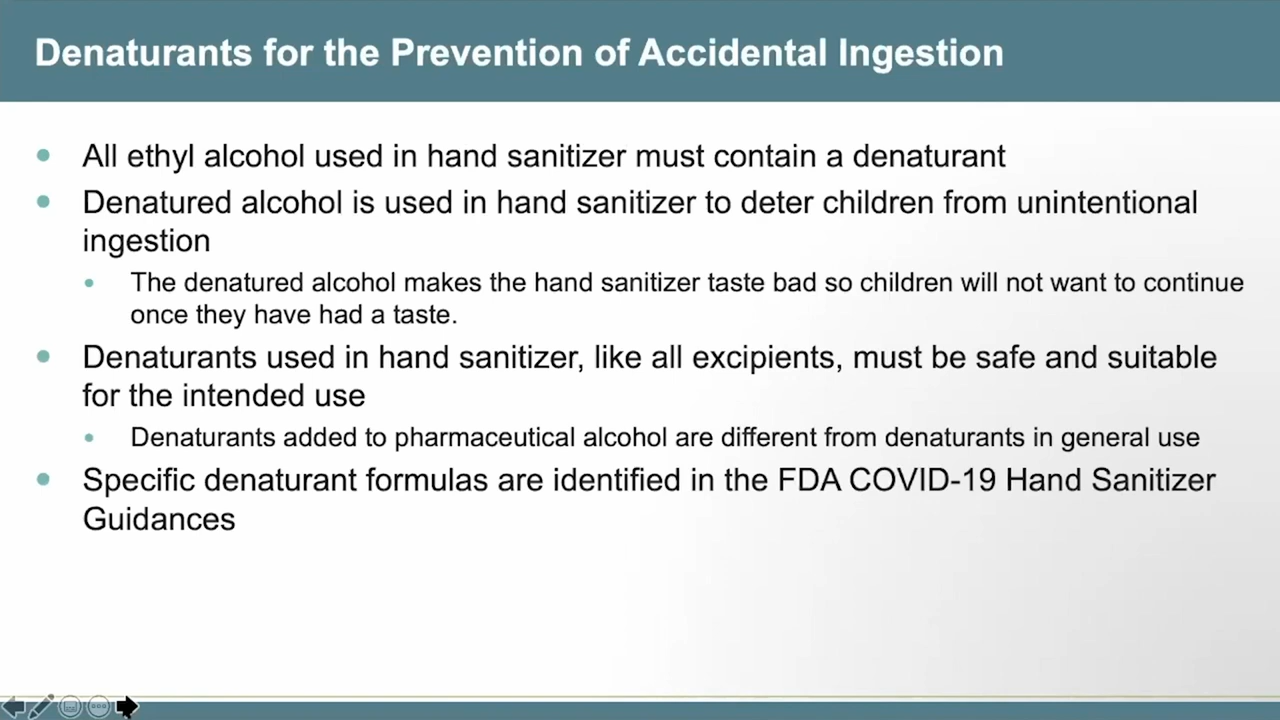 Denaturants for the Prevention of Accidental Ingestion
All ethyl alcohol used in hand sanitizer must contain a denaturant
Denatured alcohol is used in hand sanitizer to deter children from unintentional
ingestion
The denatured alcohol makes the hand sanitizer taste bad so children will not want to continue
once they have had a taste.
Denaturants used in hand sanitizer, like all excipients, must be safe and suitable
for the intended use
Denaturants added to pharmaceutical alcohol are different from denaturants in general use
Specific denaturant formulas are identified in the FDA COVID-19 Hand Sanitizer
Guidances